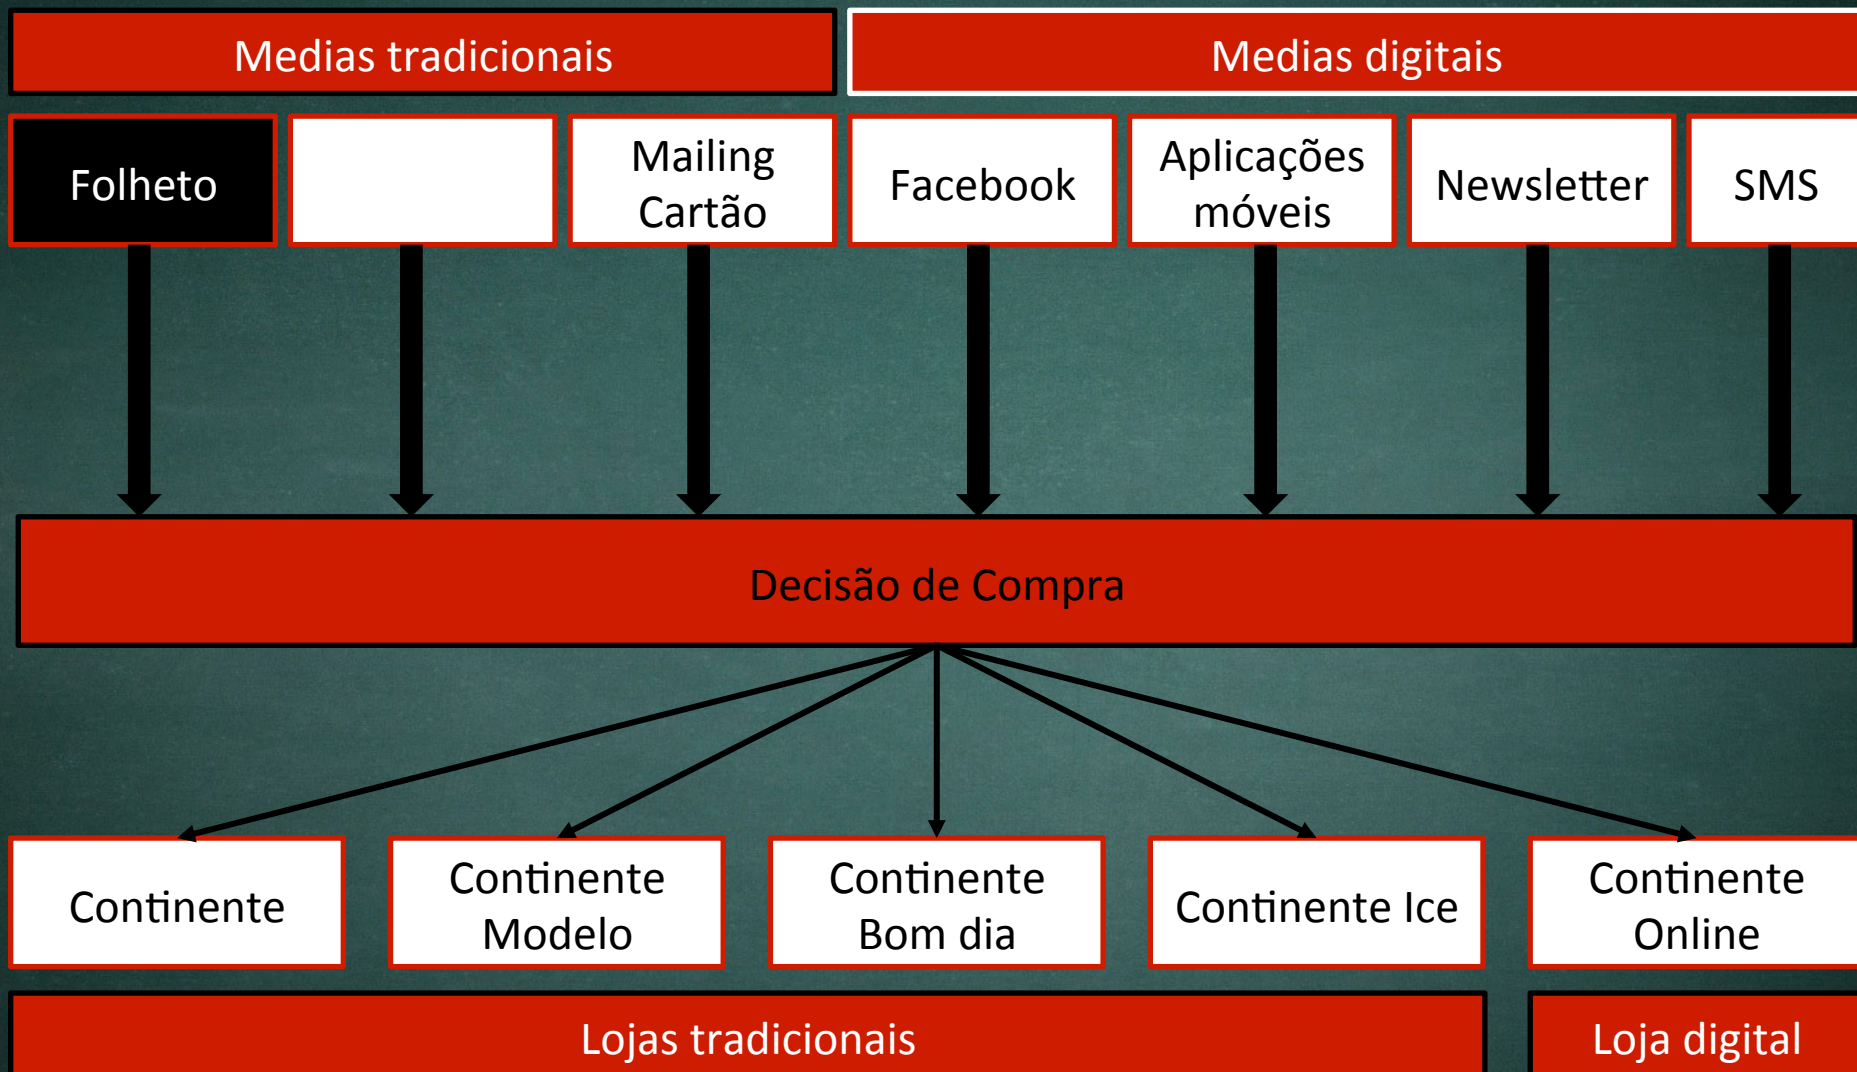 Medias tradicionais
Medias digitais
Folheto
Mailing
Cartão
Facebook
Aplicações
móveis
Newsletter
SMS
Decisão de Compra
Continente
Continente
Modelo
Continente
Bom dia
Continente Ice
Continente
Online
Lojas tradicionais
Loja digital